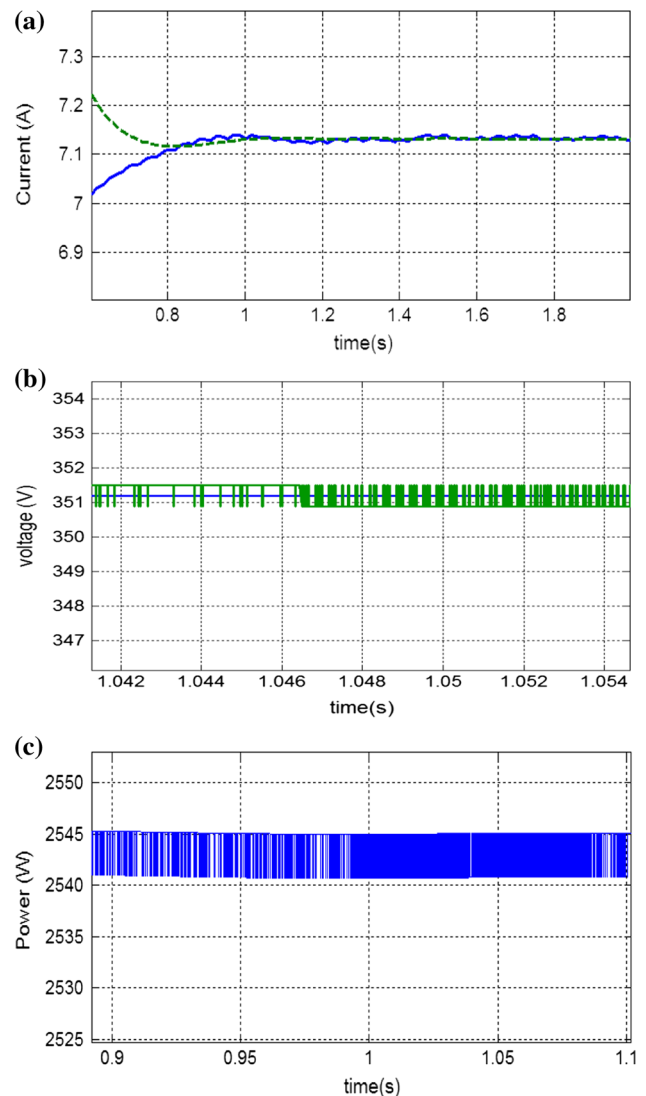 (a)
Current (A)
7.3
7.2
7.1
7
6.9
0.8 1 1.2 1.4 1.6 1.8
time(s)
(b)
voltage (V)
354
353
352
351
350
349
348
347
1.042 1.044 1.046 1.048 1.05 1.052 1.054
time(s)
(c)
Power (W)
2550
2545
2540
2535
2530
2525
0.9 0.95 1 1.05 1.1
time(s)